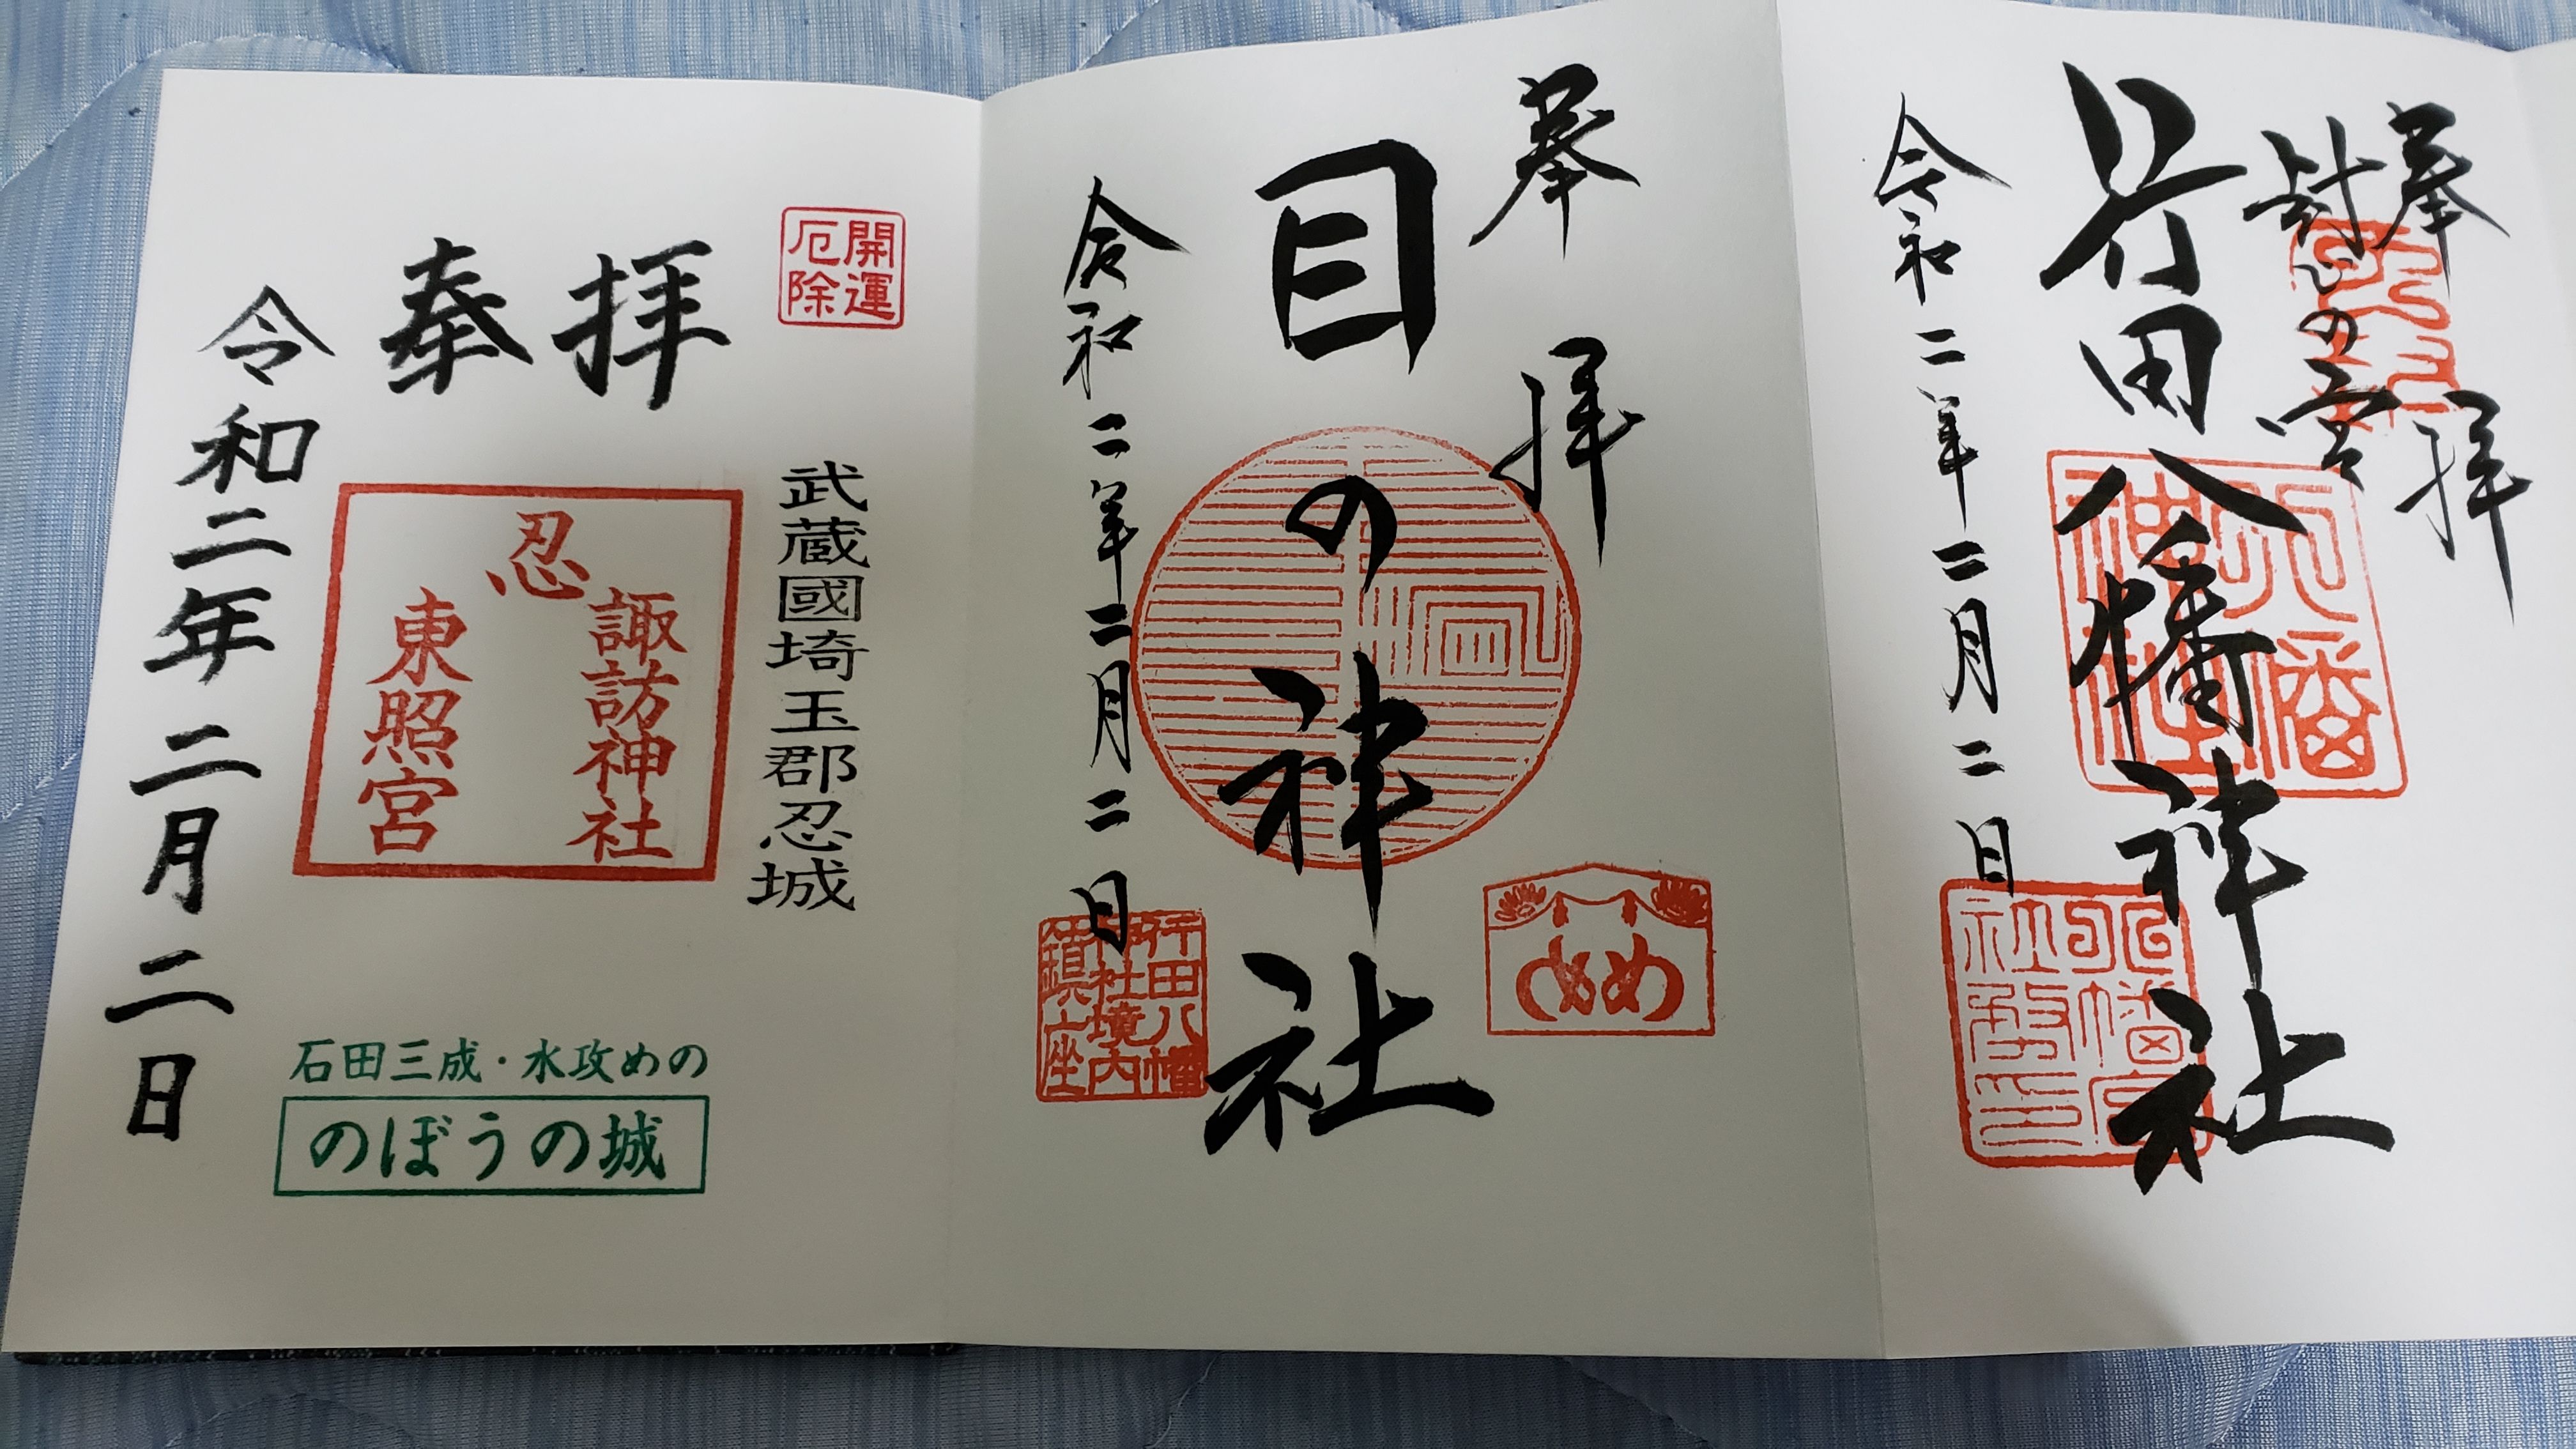 奉拝
封じの宮
行田八幡神社
八幡神社
令和二年二月二日
奉拝
目の神社
め
令和二年二月二日
行田八幡
神社境内
鎮座
開運
厄除
武蔵國埼玉郡忍城
拝
奉
忍
諏訪神社
東照宮
令和二年二月二日
石田三成・水攻めの
のぼうの城